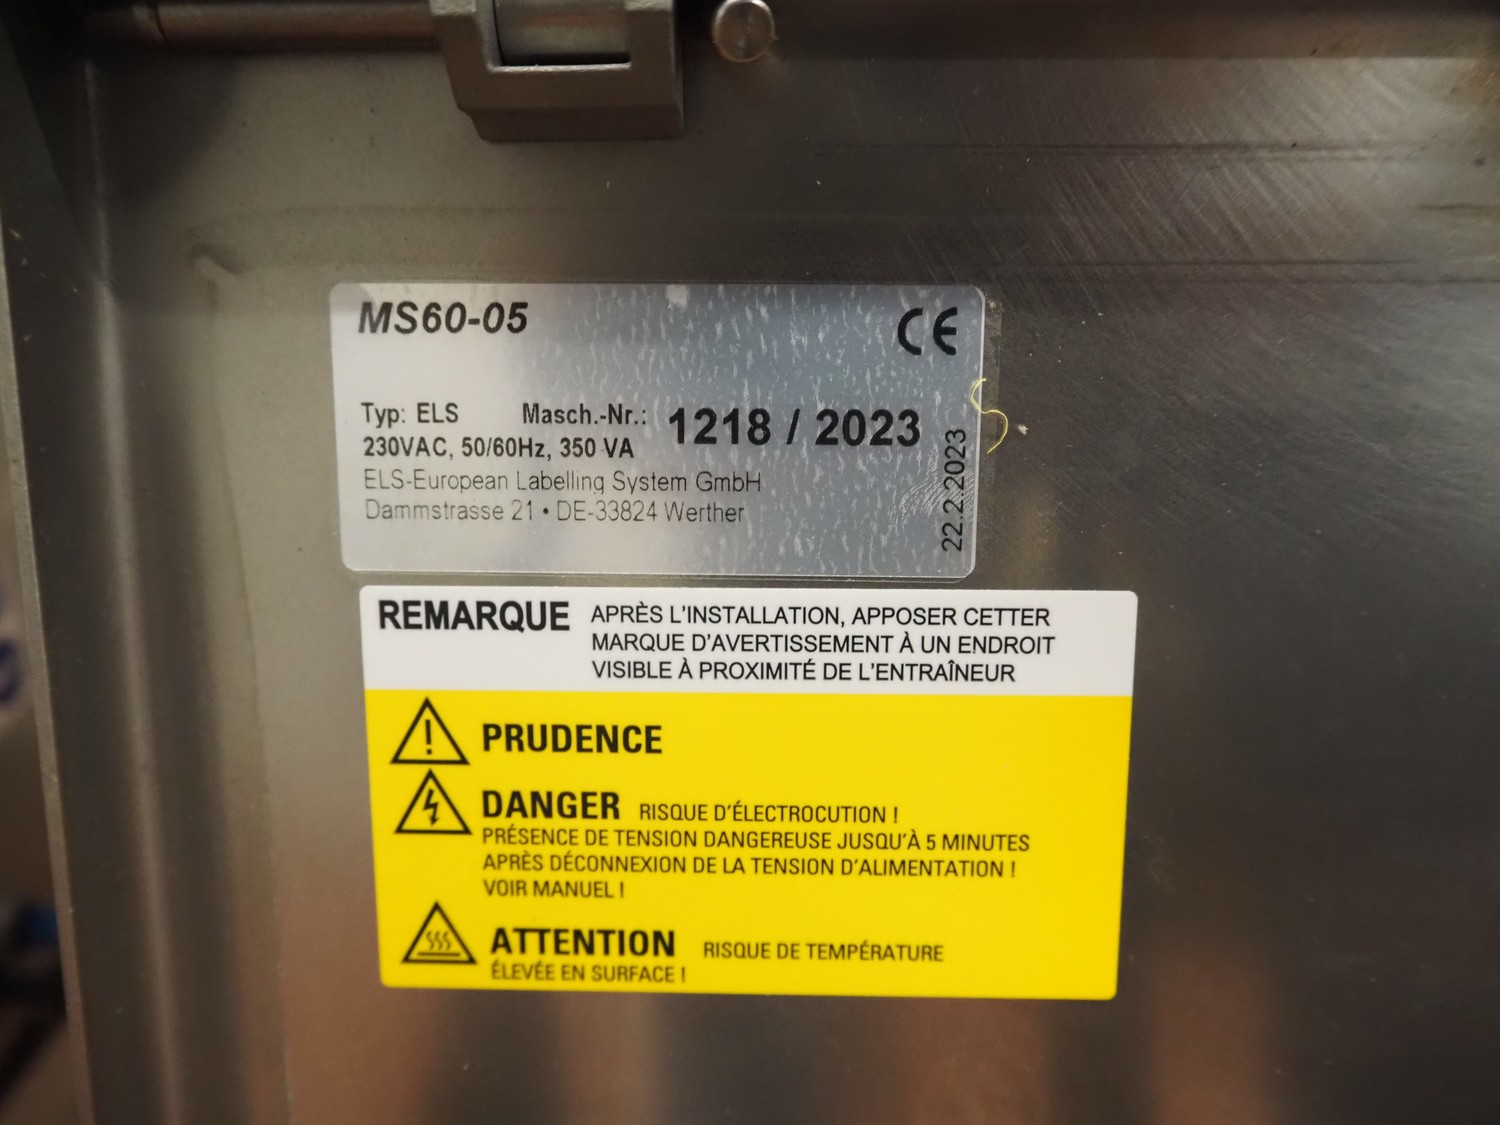 MS60-05
CE
Typ: ELS Masch.-Nr.: 1218 / 2023
230VAC, 50/60Hz, 350 VA
ELS-European Labelling System GmbH
Dammstrasse 21 • DE-33824 Werther
22.2.2023
REMARQUE APRÈS L'INSTALLATION, APPOSER CETTER
MARQUE D'AVERTISSEMENT À UN ENDROIT
VISIBLE À PROXIMITÉ DE L'ENTRAÎNEUR
PRUDENCE
DANGER RISQUE D'ÉLECTROCUTION !
PRÉSENCE DE TENSION DANGEREUSE JUSQU'À 5 MINUTES
APRÈS DÉCONNEXION DE LA TENSION D'ALIMENTATION !
VOIR MANUEL !
ATTENTION RISQUE DE TEMPÉRATURE
ÉLEVÉE EN SURFACE !